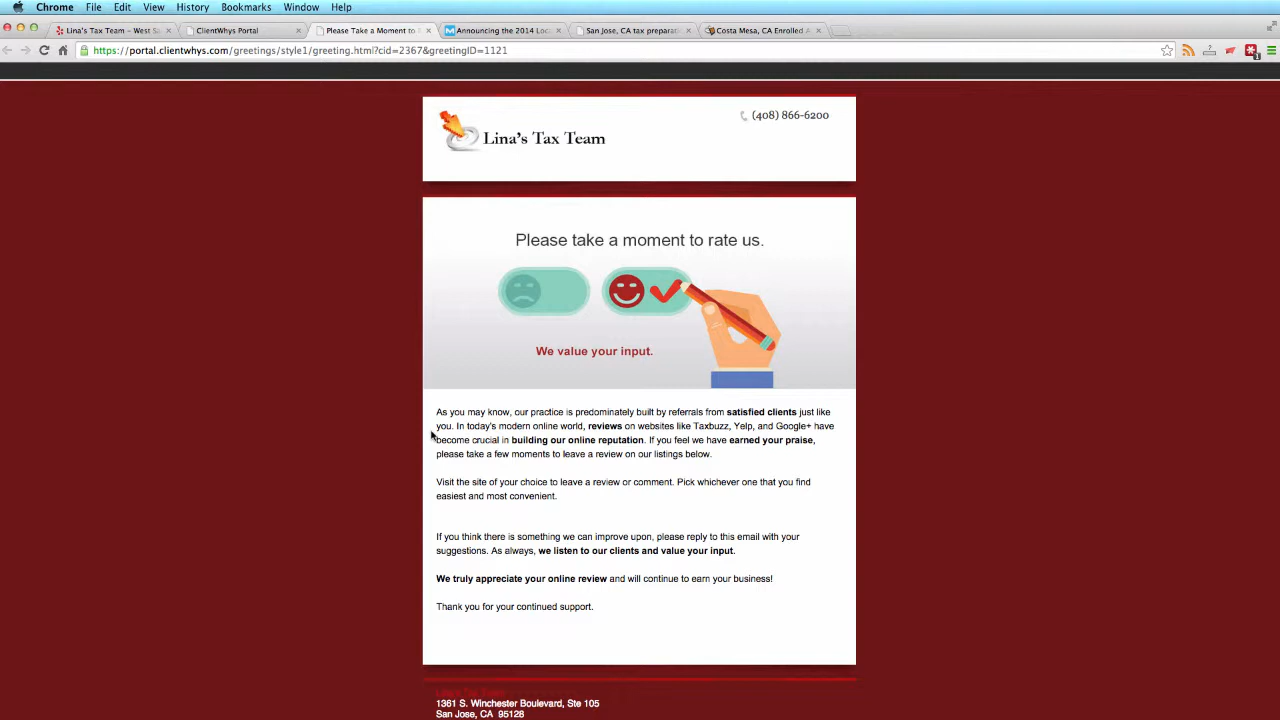 Chrome File Edit View History Bookmarks Window Help
Lina's Tax Team - West Sa
ClientWhys Portal
Please Take a Moment to
Announcing the 2014 Loc
San Jose, CA tax preparati
Costa Mesa, CA Enrolled A
https://portal.clientwhys.com/greetings/style1/greeting.html?cid=2367&greetingID=1121
Lina's Tax Team
(408) 866-6200
Please take a moment to rate us.
We value your input.
As you may know, our practice is predominately built by referrals from satisfied clients just like
you. In today's modern online world, reviews on websites like Taxbuzz, Yelp, and Google+ have
become crucial in building our online reputation. If you feel we have earned your praise,
please take a few moments to leave a review on our listings below.
Visit the site of your choice to leave a review or comment. Pick whichever one that you find
easiest and most convenient.
If you think there is something we can improve upon, please reply to this email with your
suggestions. As always, we listen to our clients and value your input.
We truly appreciate your online review and will continue to earn your business!
Thank you for your continued support.
Lina's Tax Team
1361 S. Winchester Boulevard, Ste 105
San Jose, CA 95128